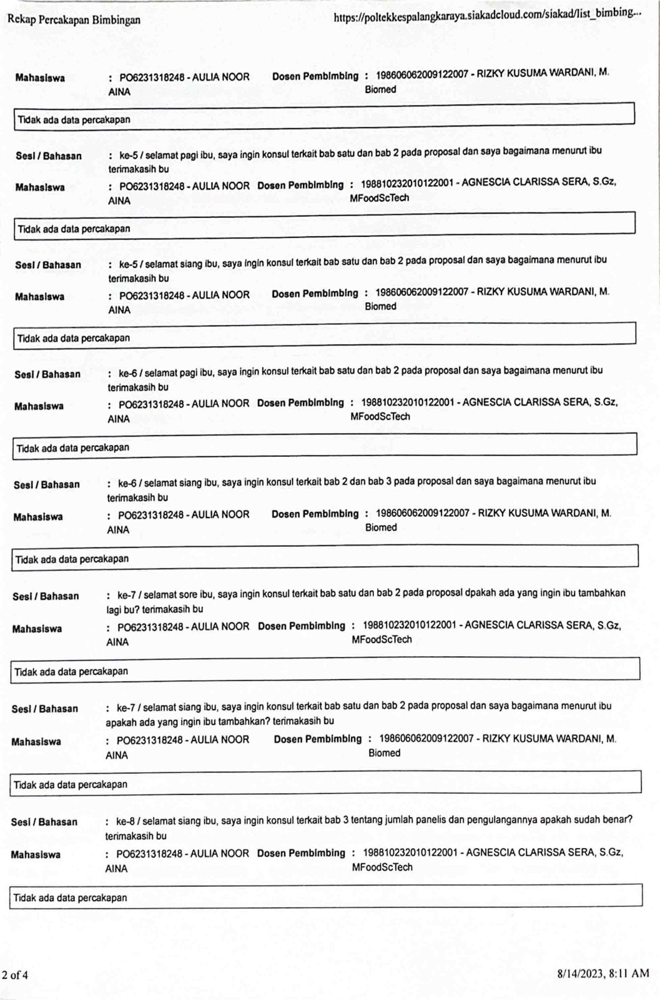 Rekap Percakapan Bimbingan https://poltekkespalangkaraya.siakadcloud.com/siakad/list_bimbing...
Mahasiswa : PO6231318248 - AULIA NOOR Dosen Pembimbing : 198606062009122007 - RIZKY KUSUMA WARDANI, M.
AINA Biomed
Tidak ada data percakapan
Sesi / Bahasan : ke-5 / selamat pagi ibu, saya ingin konsul terkait bab satu dan bab 2 pada proposal dan saya bagaimana menurut ibu
terimakasih bu
Mahasiswa : PO6231318248 - AULIA NOOR Dosen Pembimbing : 198810232010122001 - AGNESCIA CLARISSA SERA, S.Gz,
AINA MFoodScTech
Tidak ada data percakapan
Sesi / Bahasan : ke-5 / selamat siang ibu, saya ingin konsul terkait bab satu dan bab 2 pada proposal dan saya bagaimana menurut ibu
terimakasih bu
Mahasiswa : PO6231318248 - AULIA NOOR Dosen Pembimbing : 198606062009122007 - RIZKY KUSUMA WARDANI, M.
AINA Biomed
Tidak ada data percakapan
Sesi / Bahasan : ke-6 / selamat pagi ibu, saya ingin konsul terkait bab satu dan bab 2 pada proposal dan saya bagaimana menurut ibu
terimakasih bu
Mahasiswa : PO6231318248 - AULIA NOOR Dosen Pembimbing : 198810232010122001 - AGNESCIA CLARISSA SERA, S.Gz,
AINA MFoodScTech
Tidak ada data percakapan
Sesi / Bahasan : ke-6 / selamat siang ibu, saya ingin konsul terkait bab 2 dan bab 3 pada proposal dan saya bagaimana menurut ibu
terimakasih bu
Mahasiswa : PO6231318248 - AULIA NOOR Dosen Pembimbing : 198606062009122007 - RIZKY KUSUMA WARDANI, M.
AINA Biomed
Tidak ada data percakapan
Sesi / Bahasan : ke-7 / selamat sore ibu, saya ingin konsul terkait bab satu dan bab 2 pada proposal dpakah ada yang ingin ibu tambahkan
lagi bu? terimakasih bu
Mahasiswa : PO6231318248 - AULIA NOOR Dosen Pembimbing : 198810232010122001 - AGNESCIA CLARISSA SERA, S.Gz,
AINA MFoodScTech
Tidak ada data percakapan
Sesi / Bahasan : ke-7 / selamat siang ibu, saya ingin konsul terkait bab satu dan bab 2 pada proposal dan saya bagaimana menurut ibu
apakah ada yang ingin ibu tambahkan? terimakasih bu
Mahasiswa : PO6231318248 - AULIA NOOR Dosen Pembimbing : 198606062009122007 - RIZKY KUSUMA WARDANI, M.
AINA Biomed
Tidak ada data percakapan
Sesi / Bahasan : ke-8 / selamat siang ibu, saya ingin konsul terkait bab 3 tentang jumlah panelis dan pengulangannya apakah sudah benar?
terimakasih bu
Mahasiswa : PO6231318248 - AULIA NOOR Dosen Pembimbing : 198810232010122001 - AGNESCIA CLARISSA SERA, S.Gz,
AINA MFoodScTech
Tidak ada data percakapan
2 of 4 8/14/2023, 8:11 AM